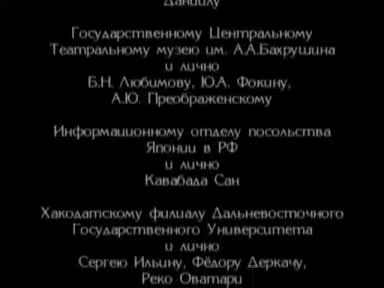 Даниилу
Государственному Центральному
Театральному музею им. А.А.Бахрушина
и лично
Б.Н. Любимову, Ю.А. Фокину,
А.Ю. Преображенскому
Информационному отделу посольства
Японии в РФ
и лично
Кавабада Сан
Хакодатскому филиалу Дальневосточного
Государственного Университета
и лично
Сергею Ильину, Фёдору Деркачу,
Реко Оватари